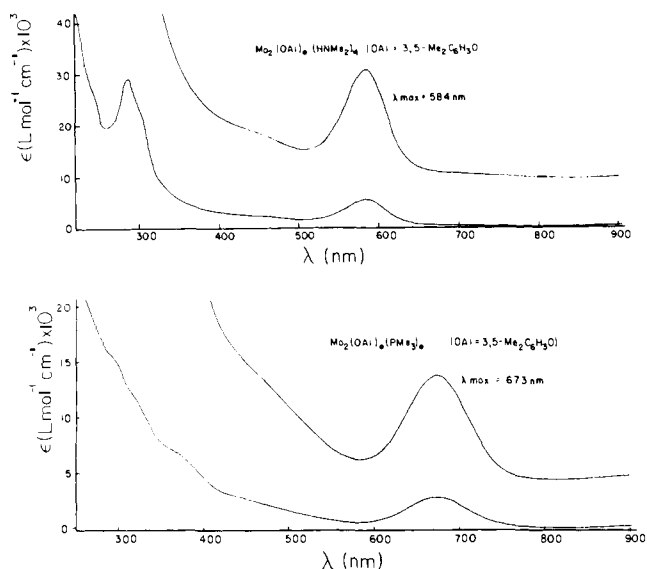 40
30
20
10
0
ε(L.mol⁻¹ cm⁻¹)×10³
Mo₂(OAr)₆(HNMe₂)₄ (OAr = 3,5-Me₂C₆H₃O
λmax = 584 nm
300 400 500 600 700 800 900
λ (nm)
20
15
10
5
0
ε(L.mol⁻¹ cm⁻¹)×10³
Mo₂(OAr)₆(PMe₃)₆ (OAr = 3,5-Me₂C₆H₃O)
λ max = 673 nm
300 400 500 600 700 800 900
λ (nm)